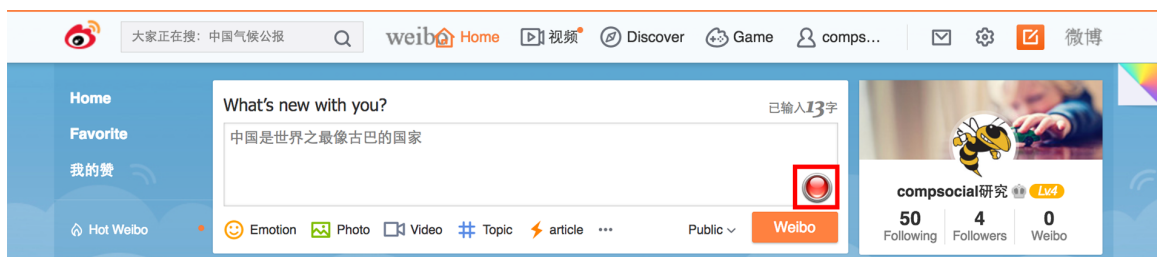 大家正在搜：中国气候公报
weibo Home 视频 Discover Game comps... 微博
Home
Favorite
我的赞
Hot Weibo
What's new with you?
已输入13字
中国是世界之最像古巴的国家
Emotion Photo Video Topic article ... Public Weibo
compsocial研究 Lv4
50 4 0
Following Followers Weibo